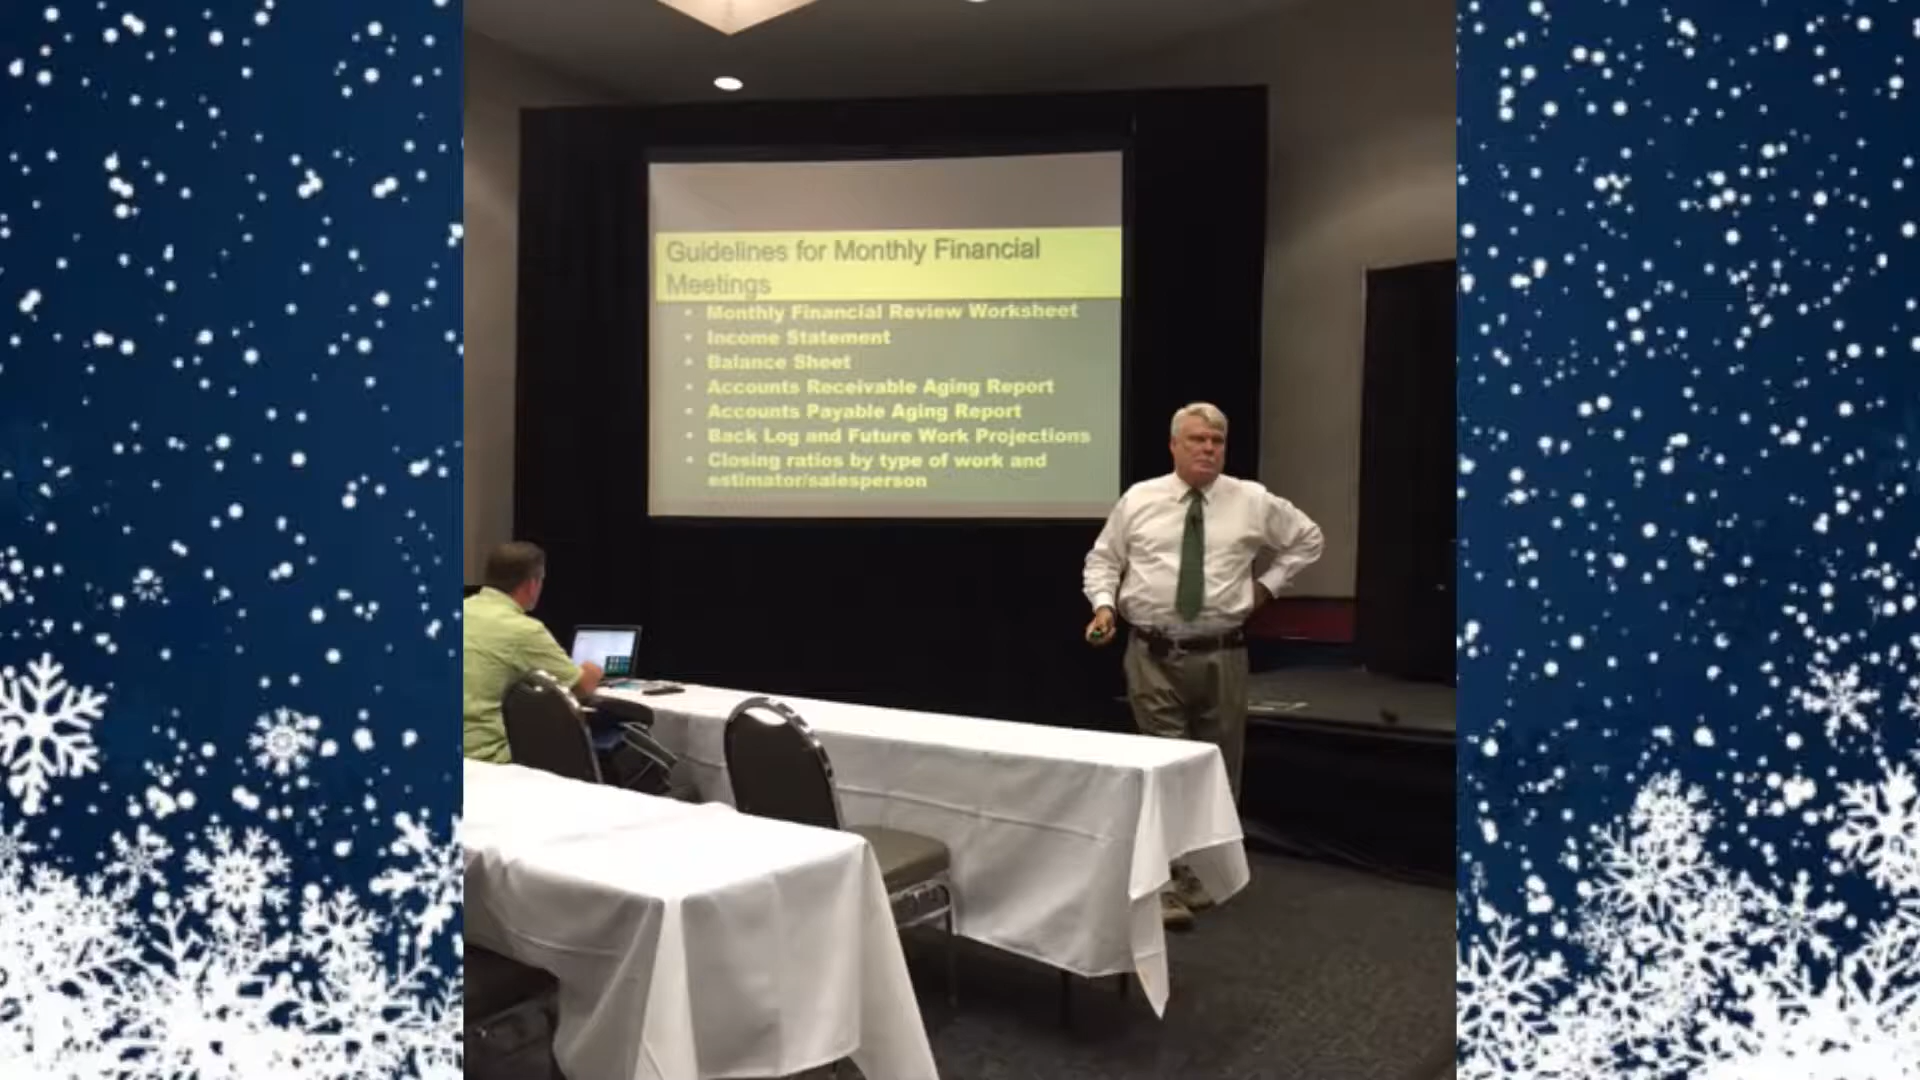 Guidelines for Monthly Financial
Meetings
• Monthly Financial Review Worksheet
• Income Statement
• Balance Sheet
• Accounts Receivable Aging Report
• Accounts Payable Aging Report
• Back Log and Future Work Projections
• Closing ratios by type of work and
estimator/salesperson